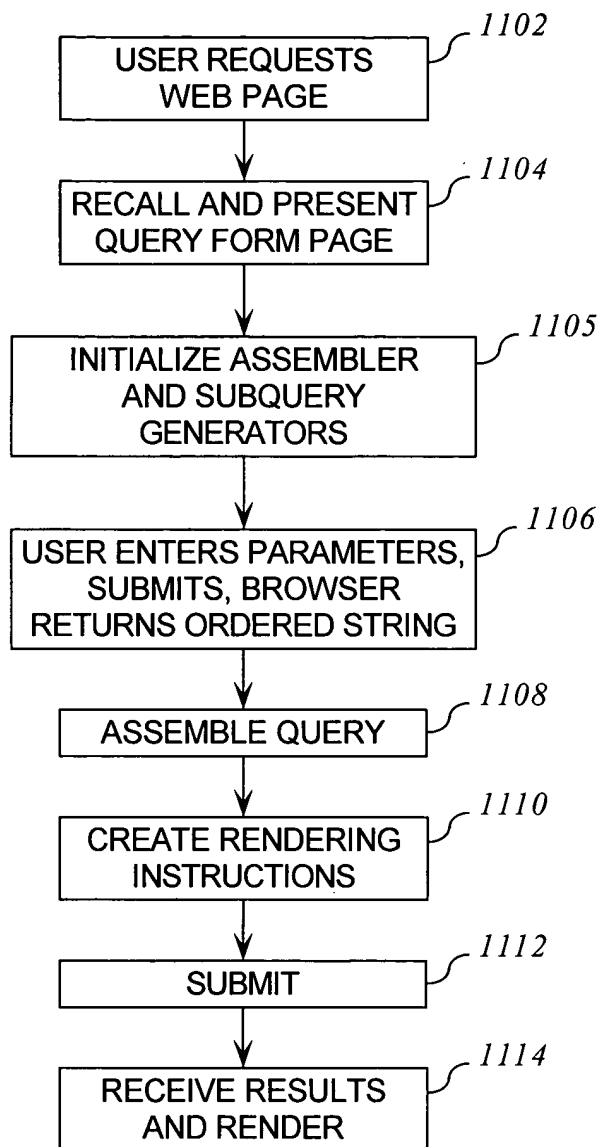 1102
USER REQUESTS
WEB PAGE
1104
RECALL AND PRESENT
QUERY FORM PAGE
1105
INITIALIZE ASSEMBLER
AND SUBQUERY
GENERATORS
1106
USER ENTERS PARAMETERS,
SUBMITS, BROWSER
RETURNS ORDERED STRING
1108
ASSEMBLE QUERY
1110
CREATE RENDERING
INSTRUCTIONS
1112
SUBMIT
1114
RECEIVE RESULTS
AND RENDER